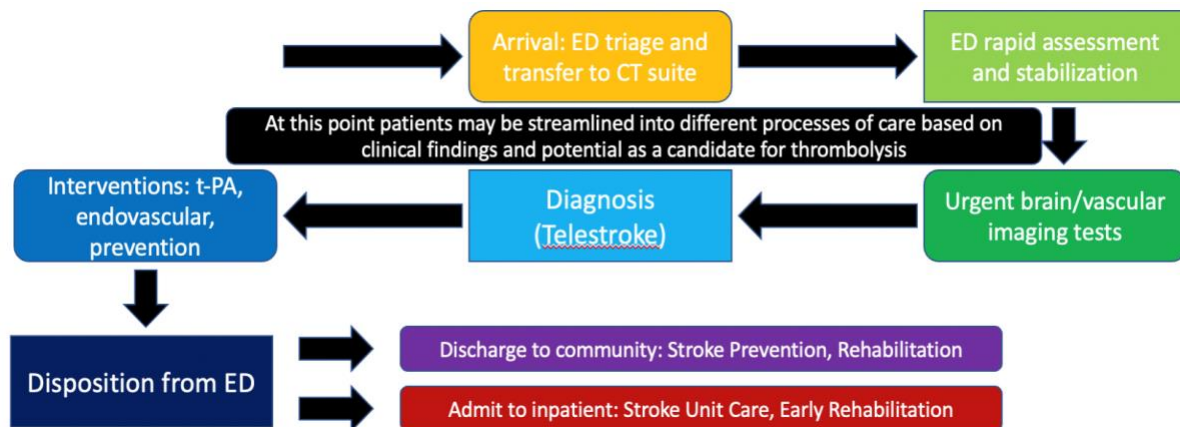 Arrival: ED triage and
transfer to CT suite
ED rapid assessment
and stabilization
At this point patients may be streamlined into different processes of care based on
clinical findings and potential as a candidate for thrombolysis
Urgent brain/vascular
imaging tests
Diagnosis
(Telestroke)
Interventions: t-PA,
endovascular,
prevention
Disposition from ED
Discharge to community: Stroke Prevention, Rehabilitation
Admit to inpatient: Stroke Unit Care, Early Rehabilitation